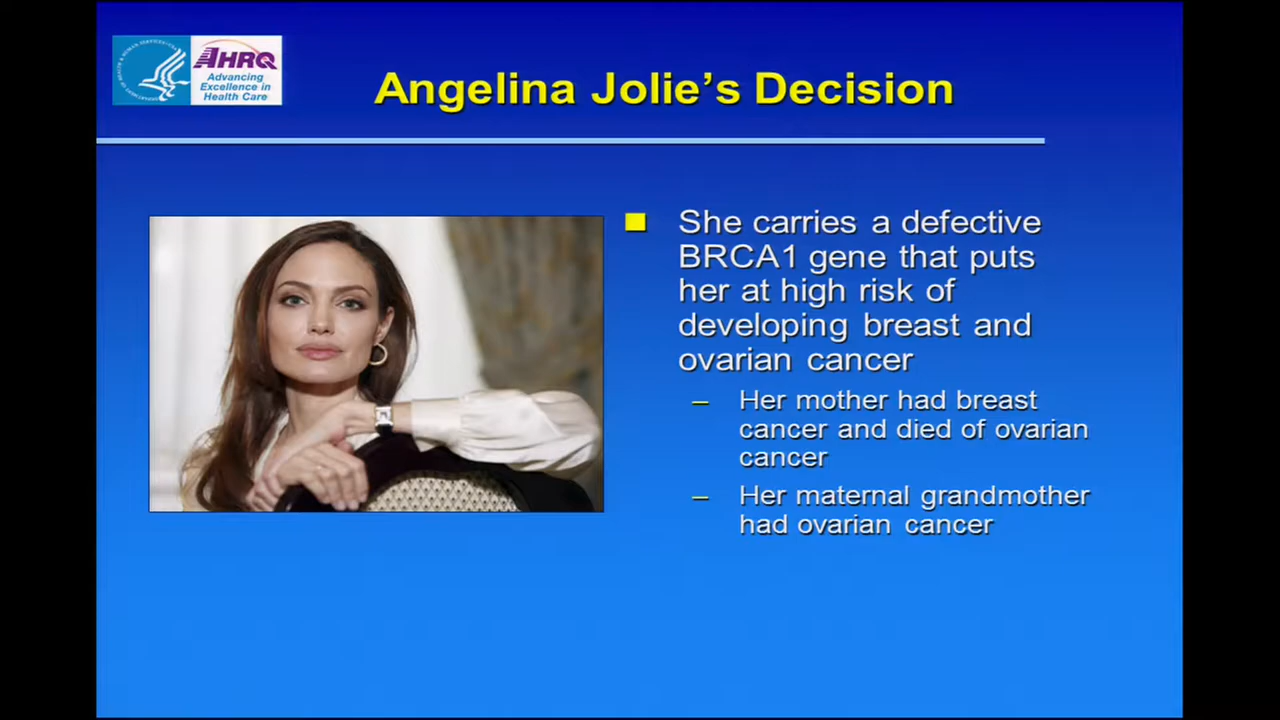 AHRQ
Advancing
Excellence in
Health Care
Angelina Jolie’s Decision
She carries a defective
BRCA1 gene that puts
her at high risk of
developing breast and
ovarian cancer
– Her mother had breast
cancer and died of ovarian
cancer
– Her maternal grandmother
had ovarian cancer